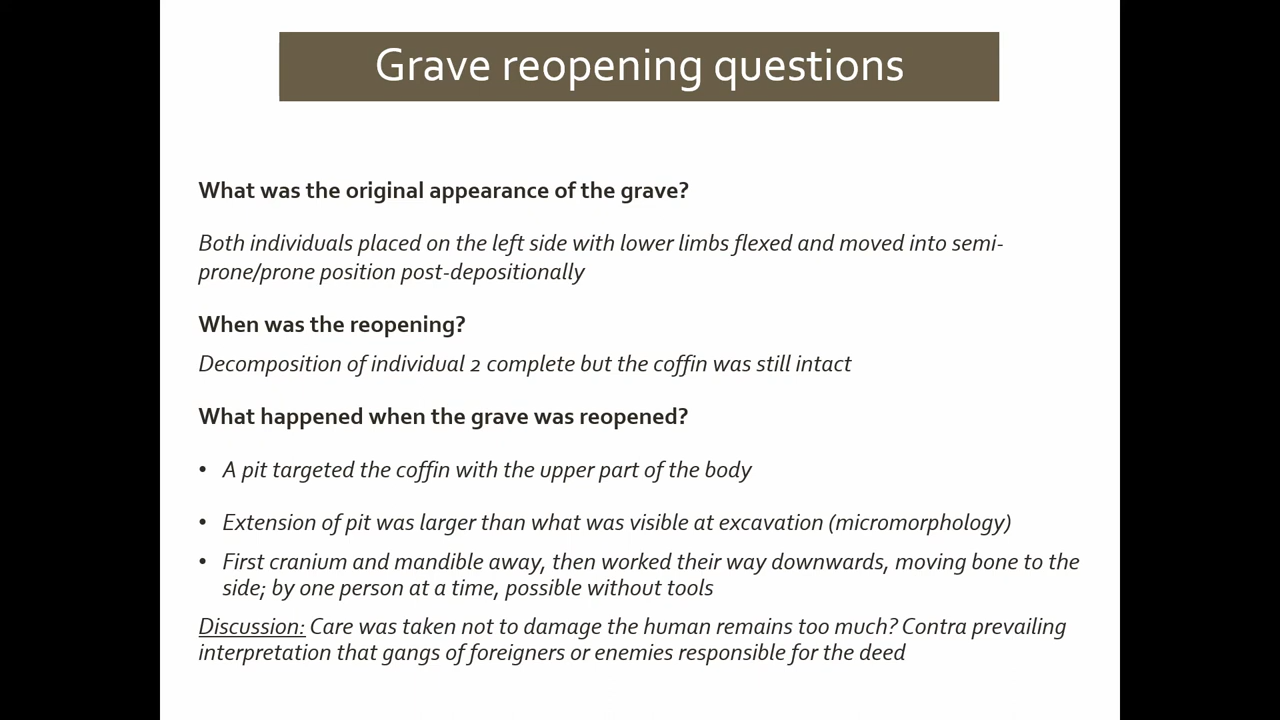 Grave reopening questions
What was the original appearance of the grave?
Both individuals placed on the left side with lower limbs flexed and moved into semi-
prone/prone position post-depositionally
When was the reopening?
Decomposition of individual 2 complete but the coffin was still intact
What happened when the grave was reopened?
• A pit targeted the coffin with the upper part of the body
• Extension of pit was larger than what was visible at excavation (micromorphology)
• First cranium and mandible away, then worked their way downwards, moving bone to the
side; by one person at a time, possible without tools
Discussion: Care was taken not to damage the human remains too much? Contra prevailing
interpretation that gangs of foreigners or enemies responsible for the deed